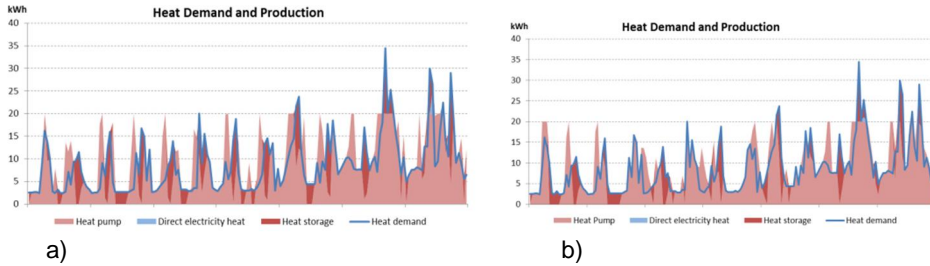 Heat Demand and Production
kWh
40
35
30
25
20
15
10
5
0
Heat pump Direct electricity heat Heat storage Heat demand
a)
Heat Demand and Production
kWh
40
35
30
25
20
15
10
5
0
Heat Pump Direct electricity heat Heat storage Heat demand
b)